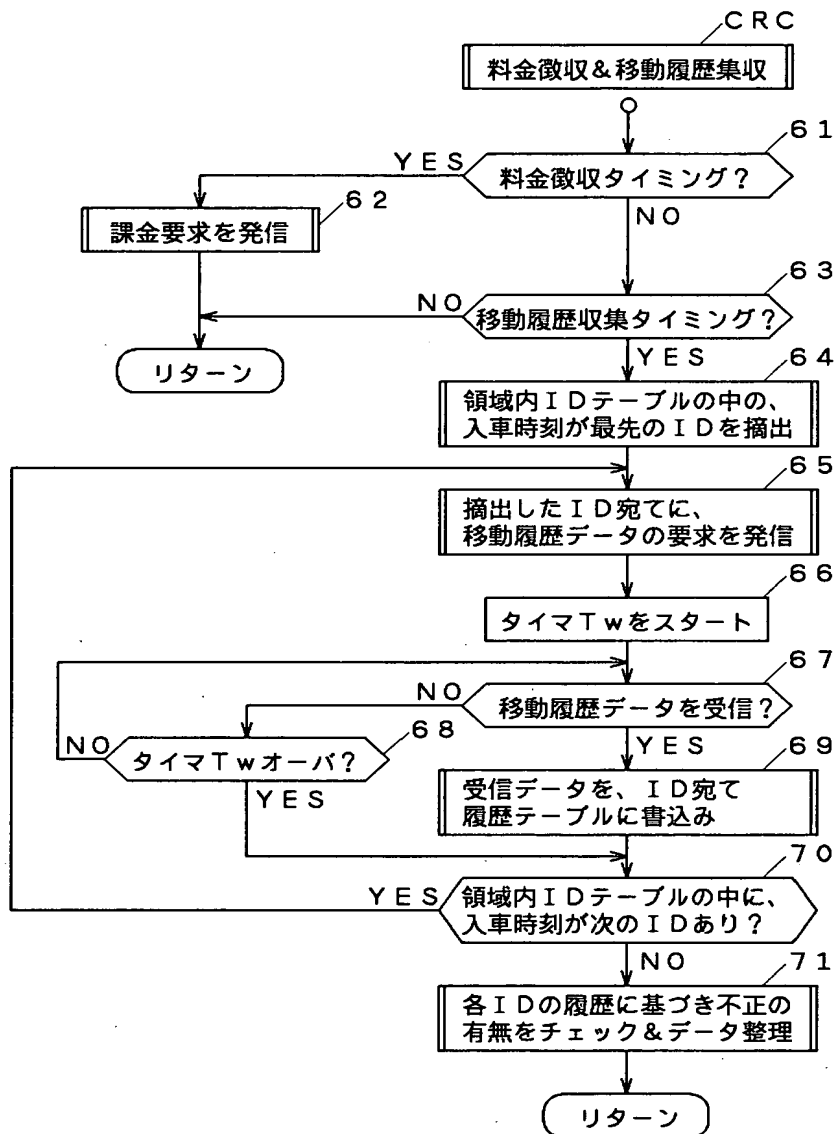 ＣＲＣ
料金徴収＆移動履歴集収
６１
ＹＥＳ
料金徴収タイミング？
６２
ＮＯ
課金要求を発信
６３
ＮＯ
移動履歴収集タイミング？
リターン
ＹＥＳ
６４
領域内ＩＤテーブルの中の、
入車時刻が最先のＩＤを摘出
６５
摘出したＩＤ宛てに、
移動履歴データの要求を発信
６６
タイマＴｗをスタート
６７
ＮＯ
移動履歴データを受信？
６８
ＮＯ
タイマＴｗオーバ？
ＹＥＳ
ＹＥＳ
６９
受信データを、ＩＤ宛て
履歴テーブルに書込み
７０
ＹＥＳ
領域内ＩＤテーブルの中に、
入車時刻が次のＩＤあり？
ＮＯ
７１
各ＩＤの履歴に基づき不正の
有無をチェック＆データ整理
リターン